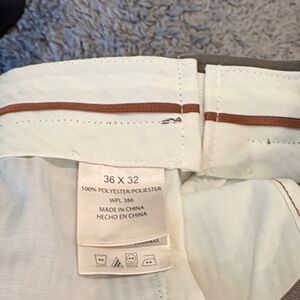 36 X 32
100% POLYESTER/POLIESTER
WPL 386
MADE IN CHINA
HECHO EN CHINA